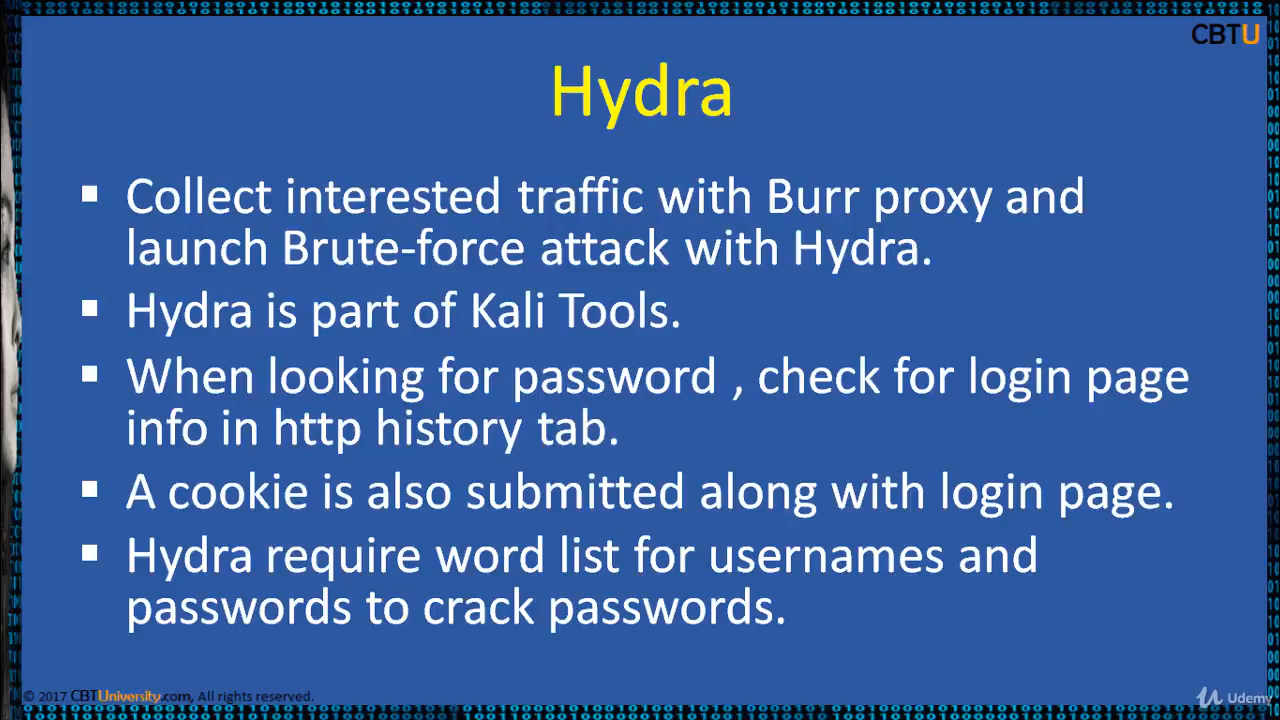 CBTU
Hydra
▪ Collect interested traffic with Burr proxy and
launch Brute-force attack with Hydra.
▪ Hydra is part of Kali Tools.
▪ When looking for password , check for login page
info in http history tab.
▪ A cookie is also submitted along with login page.
▪ Hydra require word list for usernames and
passwords to crack passwords.
© 2017 CBTUniversity.com, All rights reserved.
Udemy